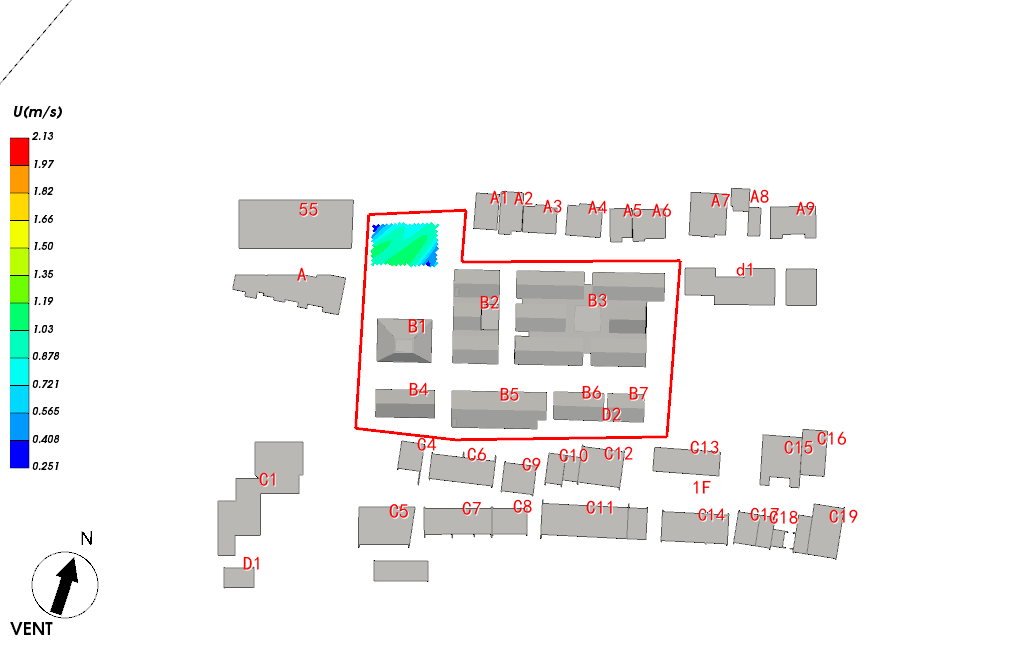 U(m/s)
2.13
1.97
1.82
1.66
1.50
1.35
1.19
1.03
0.878
0.721
0.565
0.408
0.251
55
A1
A2
A3
A4
A5
A6
A7
A8
A9
A
d1
B1
B2
B3
B4
B5
B6
B7
D2
C4
C6
C9
C10
C12
C13
C15
C16
C1
1F
C5
C7
C8
C11
C14
C17
C18
C19
D1
N
VENT